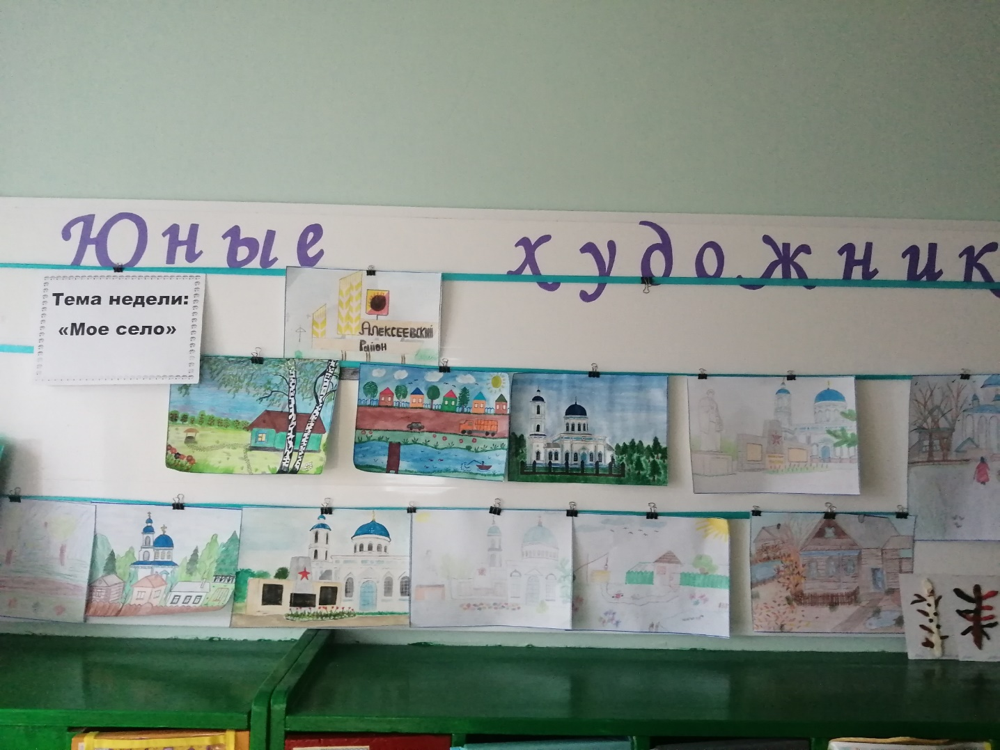 Юные художник
Тема недели:
«Мое село»
Алексеевский
Район